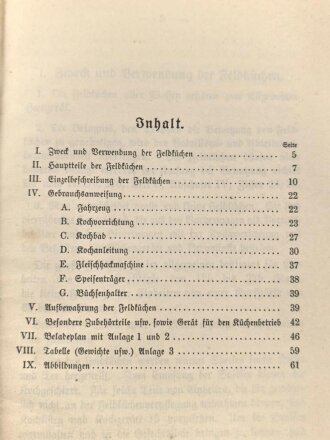 Inhalt.
Seite
I. Zweck und Verwendung der Feldküchen 5
II. Hauptteile der Feldküchen 7
III. Einzelbeschreibung der Feldküchen 10
IV. Gebrauchsanweisung 22
A. Fahrzeug 22
B. Kochvorrichtung 23
C. Kochbad 27
D. Kochanleitung 30
E. Fleischhackmaschine 37
F. Speisenträger 38
G. Büchsenhalter 39
V. Aufbewahrung der Feldküchen 39
VI. Besondere Zubehörteile usw. sowie Gerät für den Küchenbetrieb 42
VII. Beladeplan mit Anlage 1 und 2 46
VIII. Tabelle (Gewichte usw.) Anlage 3 59
IX. Abbildungen 61